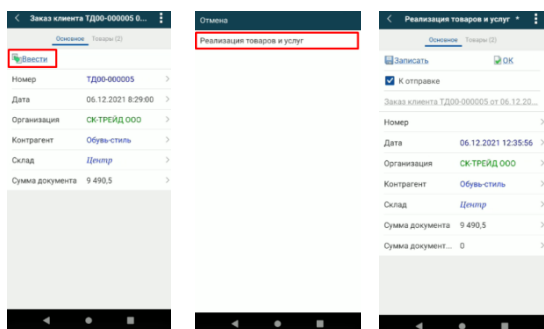 Заказ клиента ТД00-000005 0...
Основное Товары (2)
Ввести
Номер ТД00-000005
Дата 06.12.2021 8:29:00
Организация СК-ТРЕЙД ООО
Контрагент Обувь-стиль
Склад Центр
Сумма документа 9 490,5
Отмена
Реализация товаров и услуг
Реализация товаров и услуг *
Основное Товары (2)
Записать OK
К отправке
Заказ клиента ТД00-000005 от 06.12.20...
Номер
Дата 06.12.2021 12:35:56
Организация СК-ТРЕЙД ООО
Контрагент Обувь-стиль
Склад Центр
Сумма документа 9 490,5
Сумма документ... 0